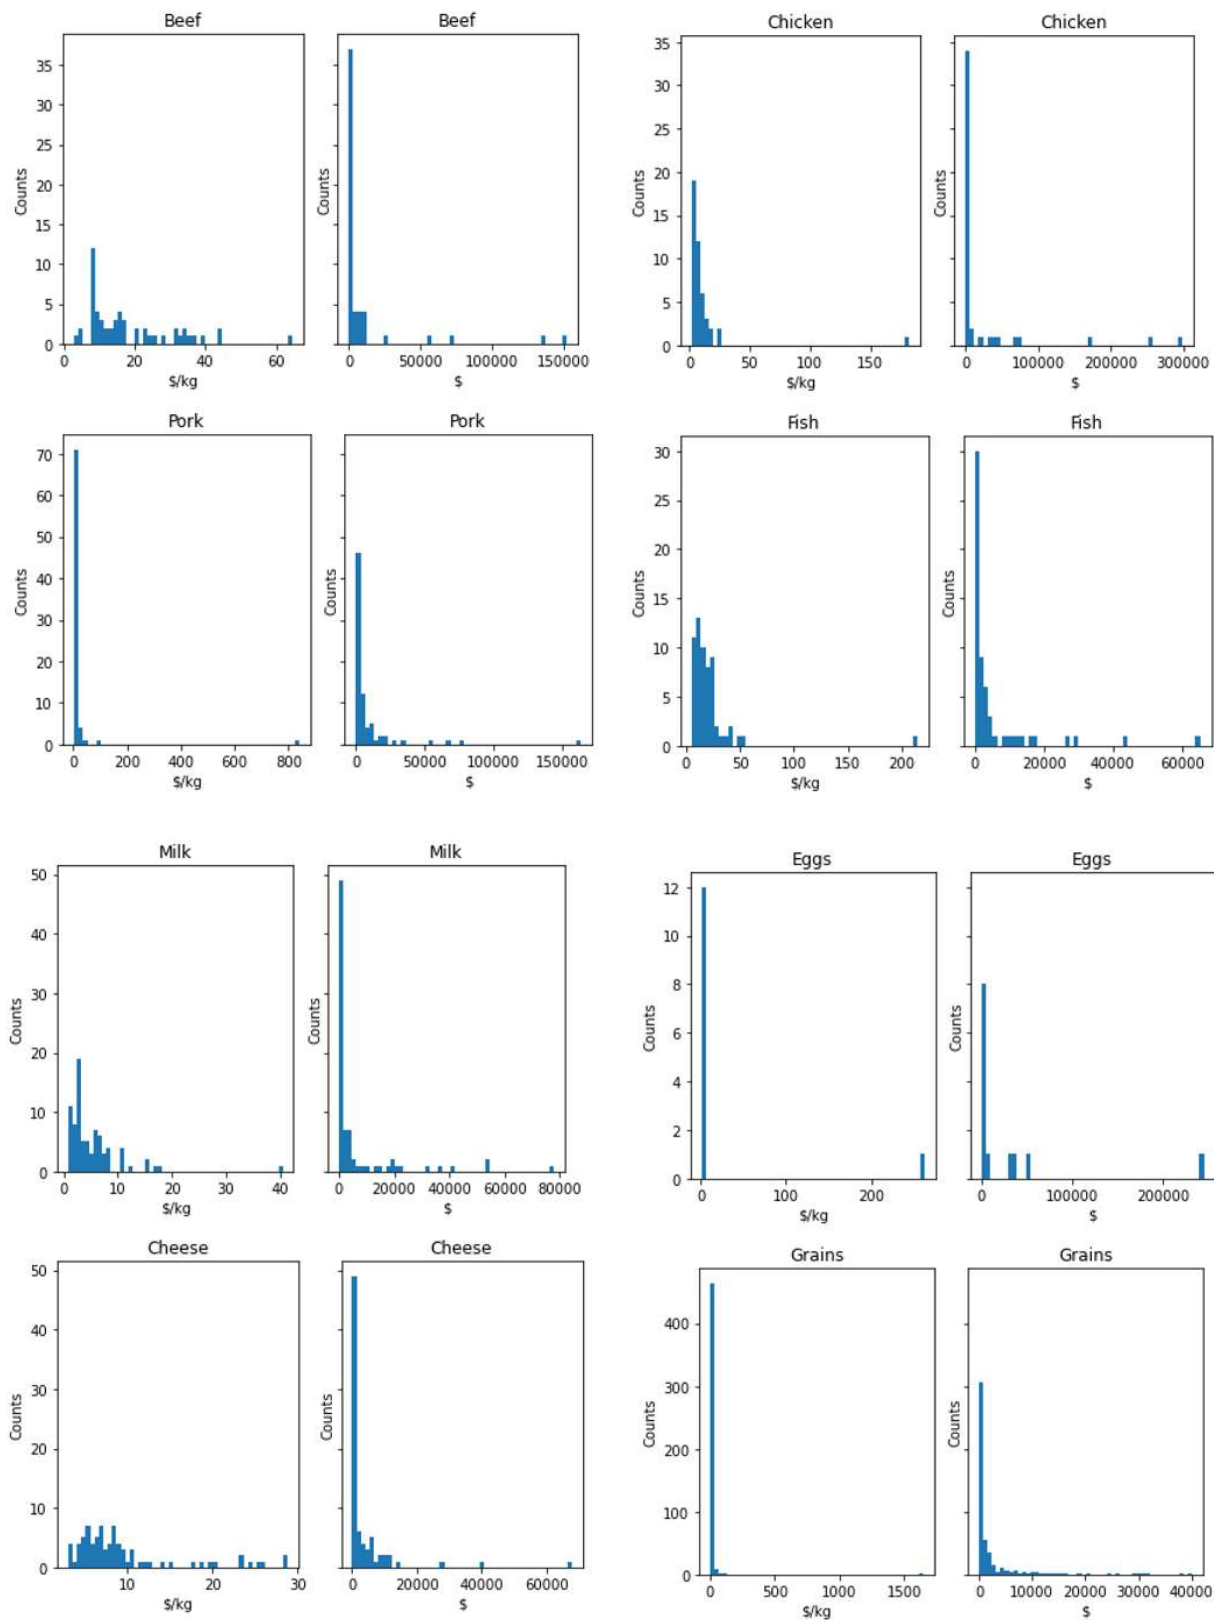 Beef
Beef
Chicken
Chicken
35
30
25
20
15
10
5
0
Counts
Counts
0 20 40 60
$/kg
0 50000 100000 150000
$
35
30
25
20
15
10
5
0
Counts
Counts
0 50 100 150
$/kg
0 100000 200000 300000
$
Pork
Pork
Fish
Fish
70
60
50
40
30
20
10
0
Counts
Counts
0 200 400 600 800
$/kg
0 50000 100000 150000
$
30
25
20
15
10
5
0
Counts
Counts
0 50 100 150 200
$/kg
0 20000 40000 60000
$
Milk
Milk
Eggs
Eggs
50
40
30
20
10
0
Counts
Counts
0 10 20 30 40
$/kg
0 20000 40000 60000 80000
$
12
10
8
6
4
2
0
Counts
Counts
0 100 200
$/kg
0 100000 200000
$
Cheese
Cheese
Grains
Grains
50
40
30
20
10
0
Counts
Counts
10 20 30
$/kg
0 20000 40000 60000
$
400
300
200
100
0
Counts
Counts
0 500 1000 1500
$/kg
0 10000 20000 30000 40000
$